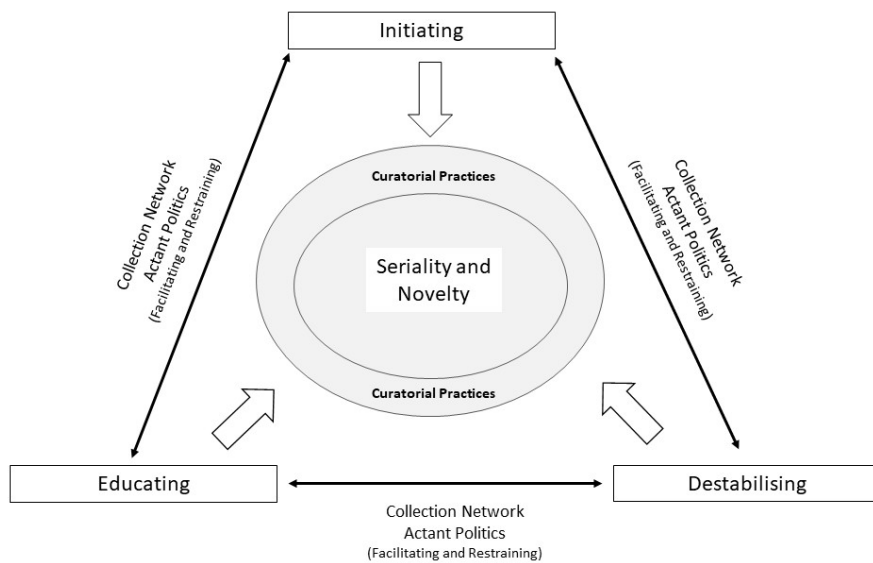 Initiating
Collection Network
Actant Politics
(Facilitating and Restraining)
Collection Network
Actant Politics
(Facilitating and Restraining)
Curatorial Practices
Seriality and
Novelty
Curatorial Practices
Educating
Destabilising
Collection Network
Actant Politics
(Facilitating and Restraining)